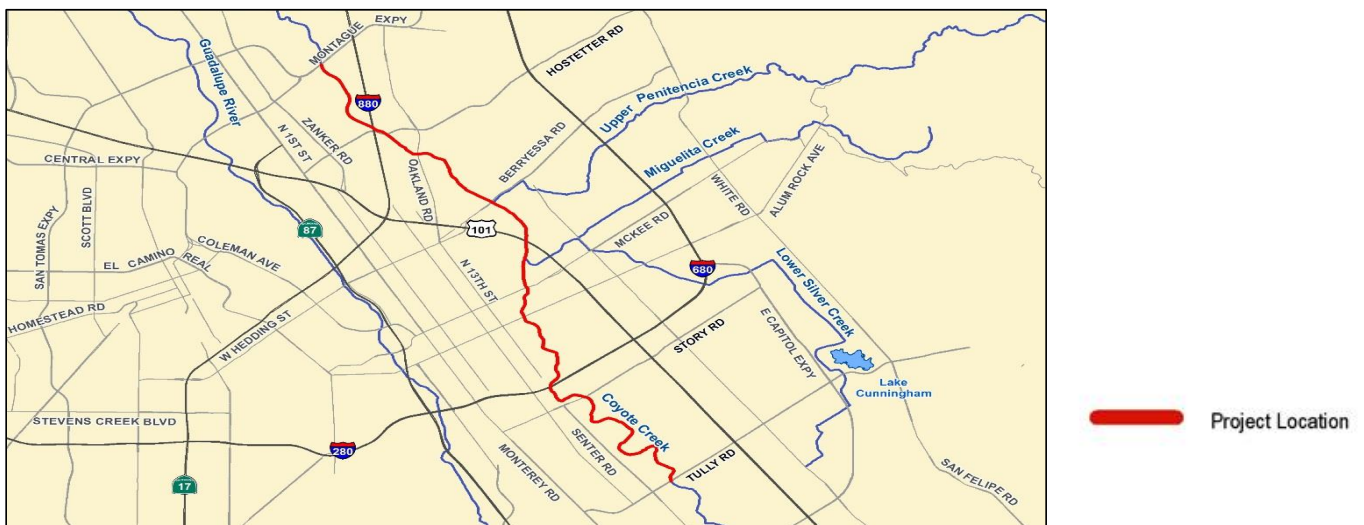 MONTAGUE EXPY
Guadalupe River
880
HOSTETTER RD
Upper Penitencia Creek
N 1ST ST
ZANKER RD
BERRYESSA RD
Miguelita Creek
CENTRAL EXPY
OAKLAND RD
ALUM ROCK AVE
WHITE RD
SAN TOMAS EXPY
SCOTT BLVD
87
101
MCKEE RD
COLEMAN AVE
EL CAMINO REAL
N 13TH ST
680
Lower Silver Creek
HOMESTEAD RD
W HEDDING ST
STORY RD
E CAPITOL EXPY
Lake
Cunningham
Coyote Creek
STEVENS CREEK BLVD
280
SENTER RD
MONTEREY RD
TULLY RD
SAN FELIPE RD
17
Project Location